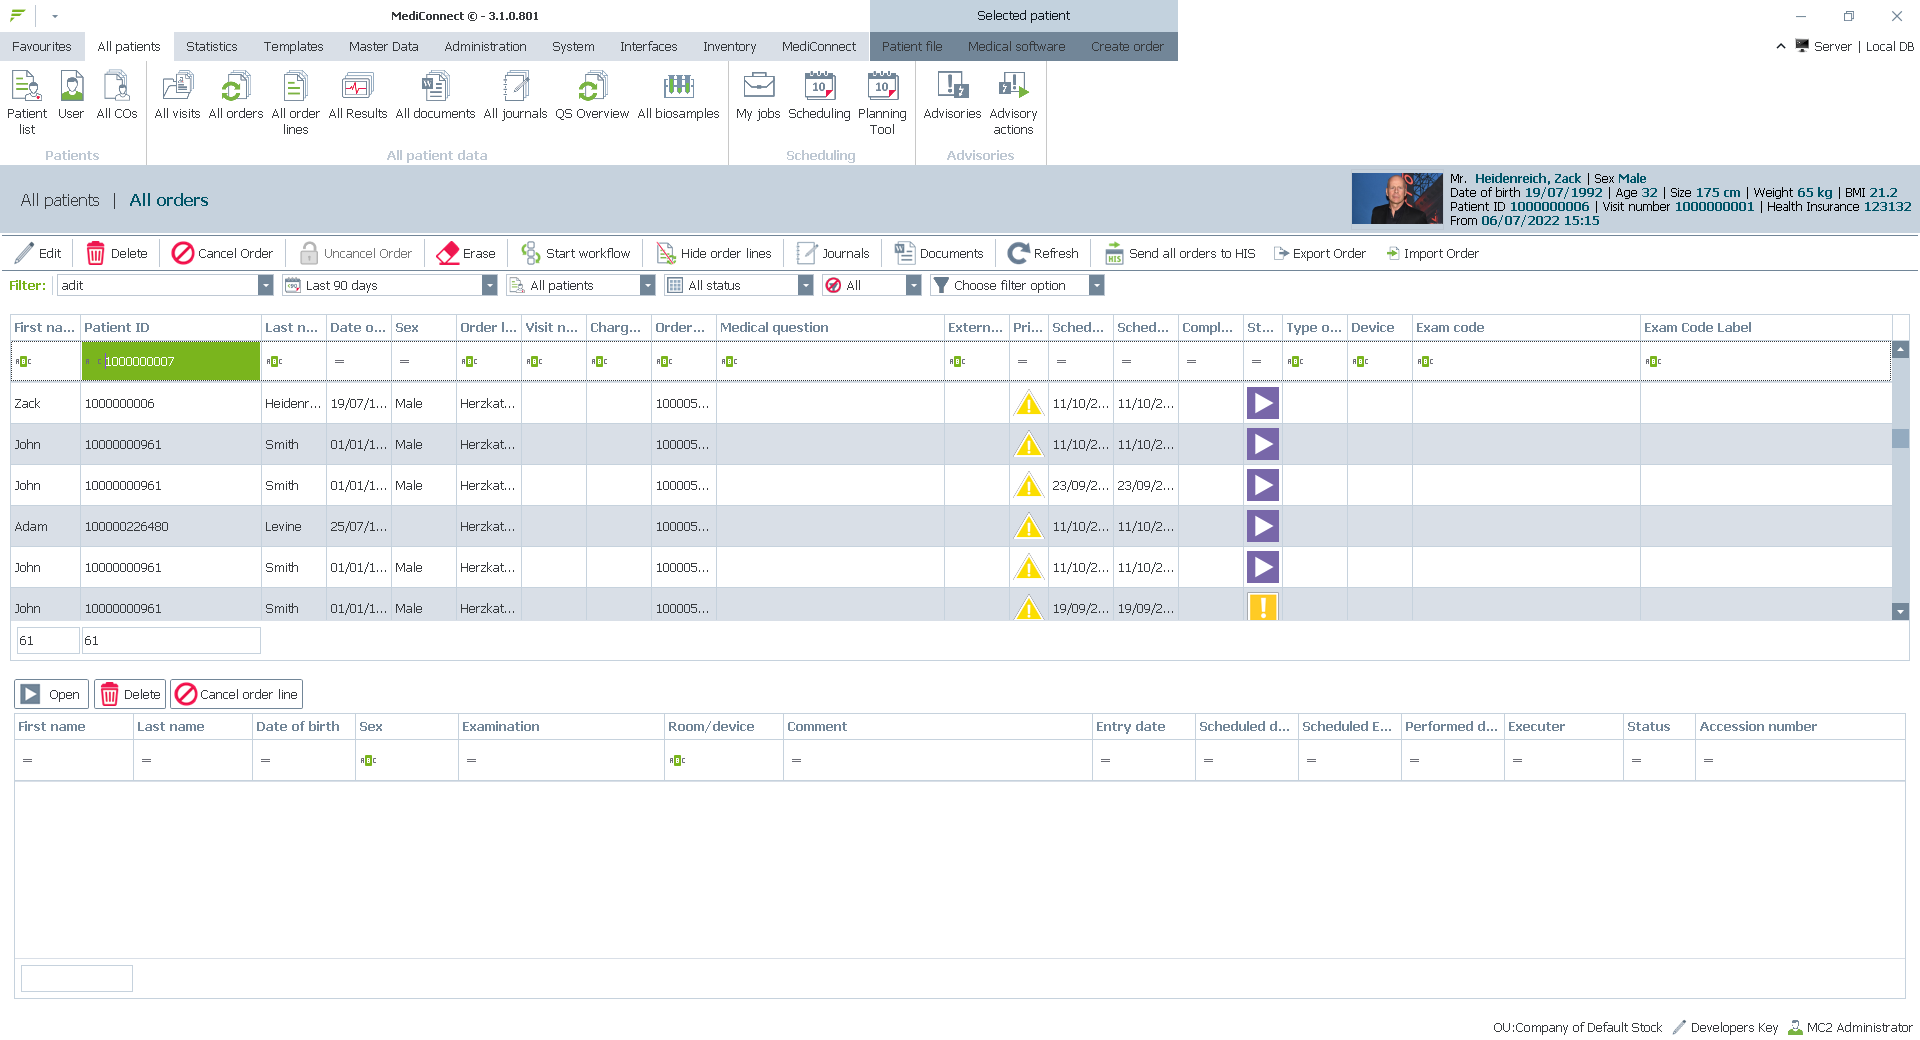 MediConnect © - 3.1.0.801
Selected patient
Favourites All patients Statistics Templates Master Data Administration System Interfaces Inventory MediConnect Patient file Medical software Create order Server | Local DB
Patient list User All COs All visits All orders All order lines All Results All documents All journals QS Overview All biosamples My jobs Scheduling Planning Tool Advisories Advisory actions
Patients All patient data Scheduling Advisories
All patients | All orders
Mr. Heidenreich, Zack | Sex Male
Date of birth 19/07/1992 | Age 32 | Size 175 cm | Weight 65 kg | BMI 21.2
Patient ID 1000000006 | Visit number 1000000001 | Health Insurance 123132
From 06/07/2022 15:15
Edit Delete Cancel Order Uncancel Order Erase Start workflow Hide order lines Journals Documents Refresh Send all orders to HIS Export Order Import Order
Filter: adit Last 90 days All patients All status All Choose filter option
First na... Patient ID Last n... Date o... Sex Order l... Visit n... Charg... Order... Medical question Extern... Pri... Sched... Sched... Compl... St... Type o... Device Exam code Exam Code Label
1000000007
Zack 1000000006 Heidenr... 19/07/1... Male Herzkat... 100005... 11/10/2... 11/10/2...
John 10000000961 Smith 01/01/1... Male Herzkat... 100005... 11/10/2... 11/10/2...
John 10000000961 Smith 01/01/1... Male Herzkat... 100005... 23/09/2... 23/09/2...
Adam 100000226480 Levine 25/07/1... Herzkat... 100005... 11/10/2... 11/10/2...
John 10000000961 Smith 01/01/1... Male Herzkat... 100005... 11/10/2... 11/10/2...
John 10000000961 Smith 01/01/1... Male Herzkat... 100005... 19/09/2... 19/09/2...
61 61
Open Delete Cancel order line
First name Last name Date of birth Sex Examination Room/device Comment Entry date Scheduled d... Scheduled E... Performed d... Executer Status Accession number
OU:Company of Default Stock Developers Key MC2 Administrator